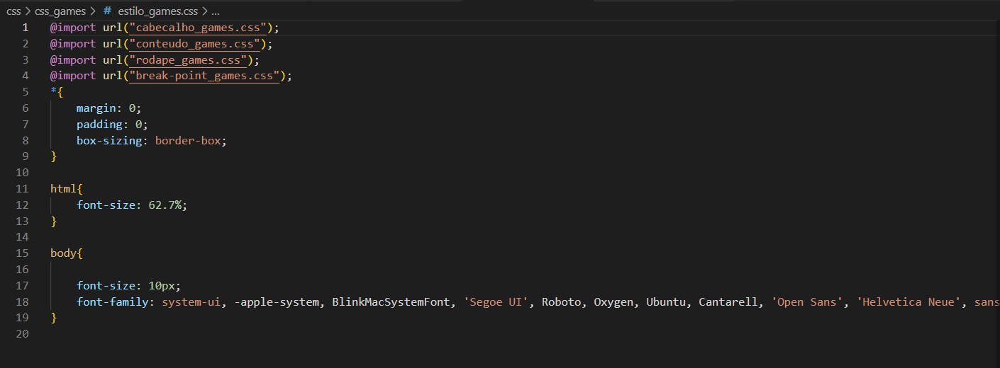 css > css_games > # estilo_games.css > ...
1 @import url("cabecalho_games.css");
2 @import url("conteudo_games.css");
3 @import url("rodape_games.css");
4 @import url("break-point_games.css");
5 *{
6     margin: 0;
7     padding: 0;
8     box-sizing: border-box;
9 }
10
11 html{
12     font-size: 62.7%;
13 }
14
15 body{
16
17     font-size: 10px;
18     font-family: system-ui, -apple-system, BlinkMacSystemFont, 'Segoe UI', Roboto, Oxygen, Ubuntu, Cantarell, 'Open Sans', 'Helvetica Neue', sans
19 }
20